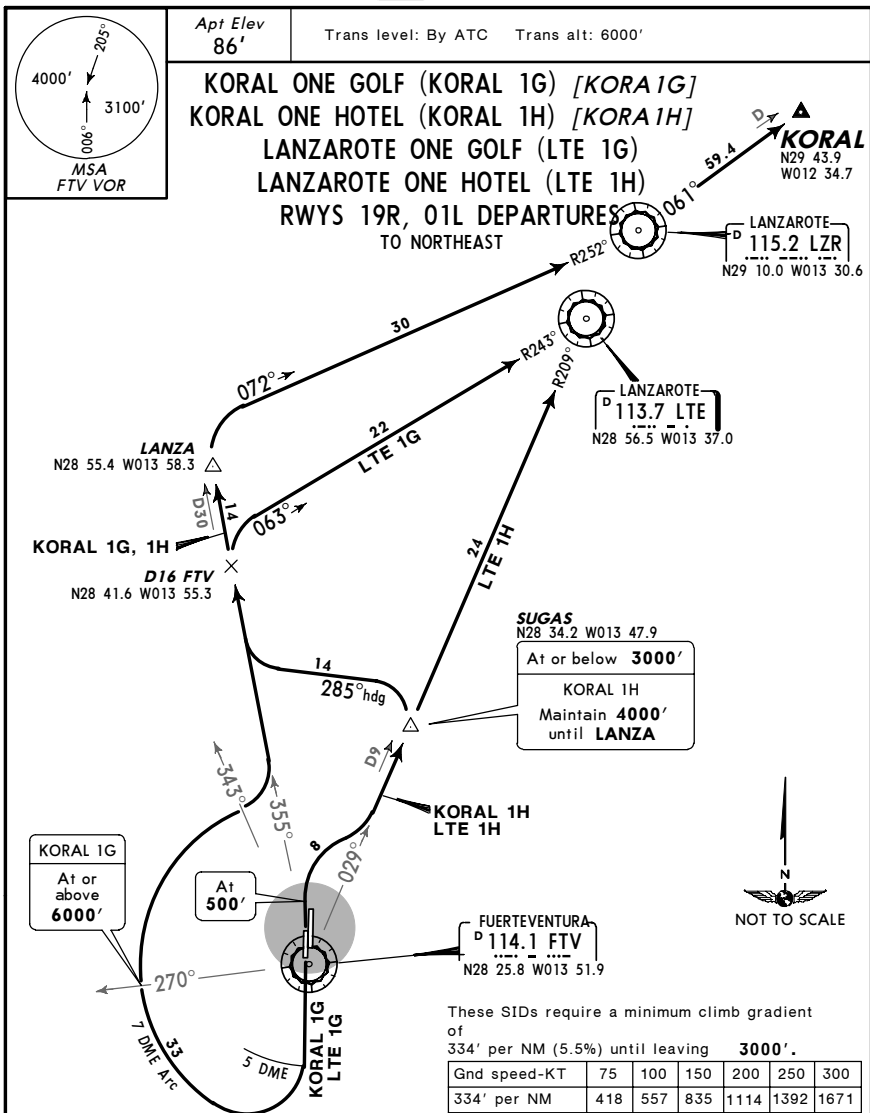 Apt Elev
86'
Trans level: By ATC Trans alt: 6000'
205°
4000'
3100'
006°
MSA
FTV VOR
KORAL ONE GOLF (KORAL 1G) [KORA1G]
KORAL ONE HOTEL (KORAL 1H) [KORA1H]
LANZAROTE ONE GOLF (LTE 1G)
LANZAROTE ONE HOTEL (LTE 1H)
RWYS 19R, 01L DEPARTURES
TO NORTHEAST
D
KORAL
N29 43.9
W012 34.7
59.4
061°
LANZAROTE
D 115.2 LZR
N29 10.0 W013 30.6
R252°
30
072°
R243°
R209°
LANZAROTE
D 113.7 LTE
N28 56.5 W013 37.0
22
LTE 1G
LANZA
N28 55.4 W013 58.3
D30
14
063°
KORAL 1G, 1H
D16 FTV
N28 41.6 W013 55.3
24
LTE 1H
SUGAS
N28 34.2 W013 47.9
At or below 3000'
KORAL 1H
Maintain 4000'
until LANZA
14
285°hdg
D9
343°
355°
KORAL 1H
LTE 1H
8
029°
KORAL 1G
At or
above
6000'
At
500'
N
NOT TO SCALE
FUERTEVENTURA
D 114.1 FTV
N28 25.8 W013 51.9
270°
33
7 DME Arc
5 DME
KORAL 1G
LTE 1G
These SIDs require a minimum climb gradient
of
334' per NM (5.5%) until leaving 3000'.
Gnd speed-KT 75 100 150 200 250 300
334' per NM 418 557 835 1114 1392 1671